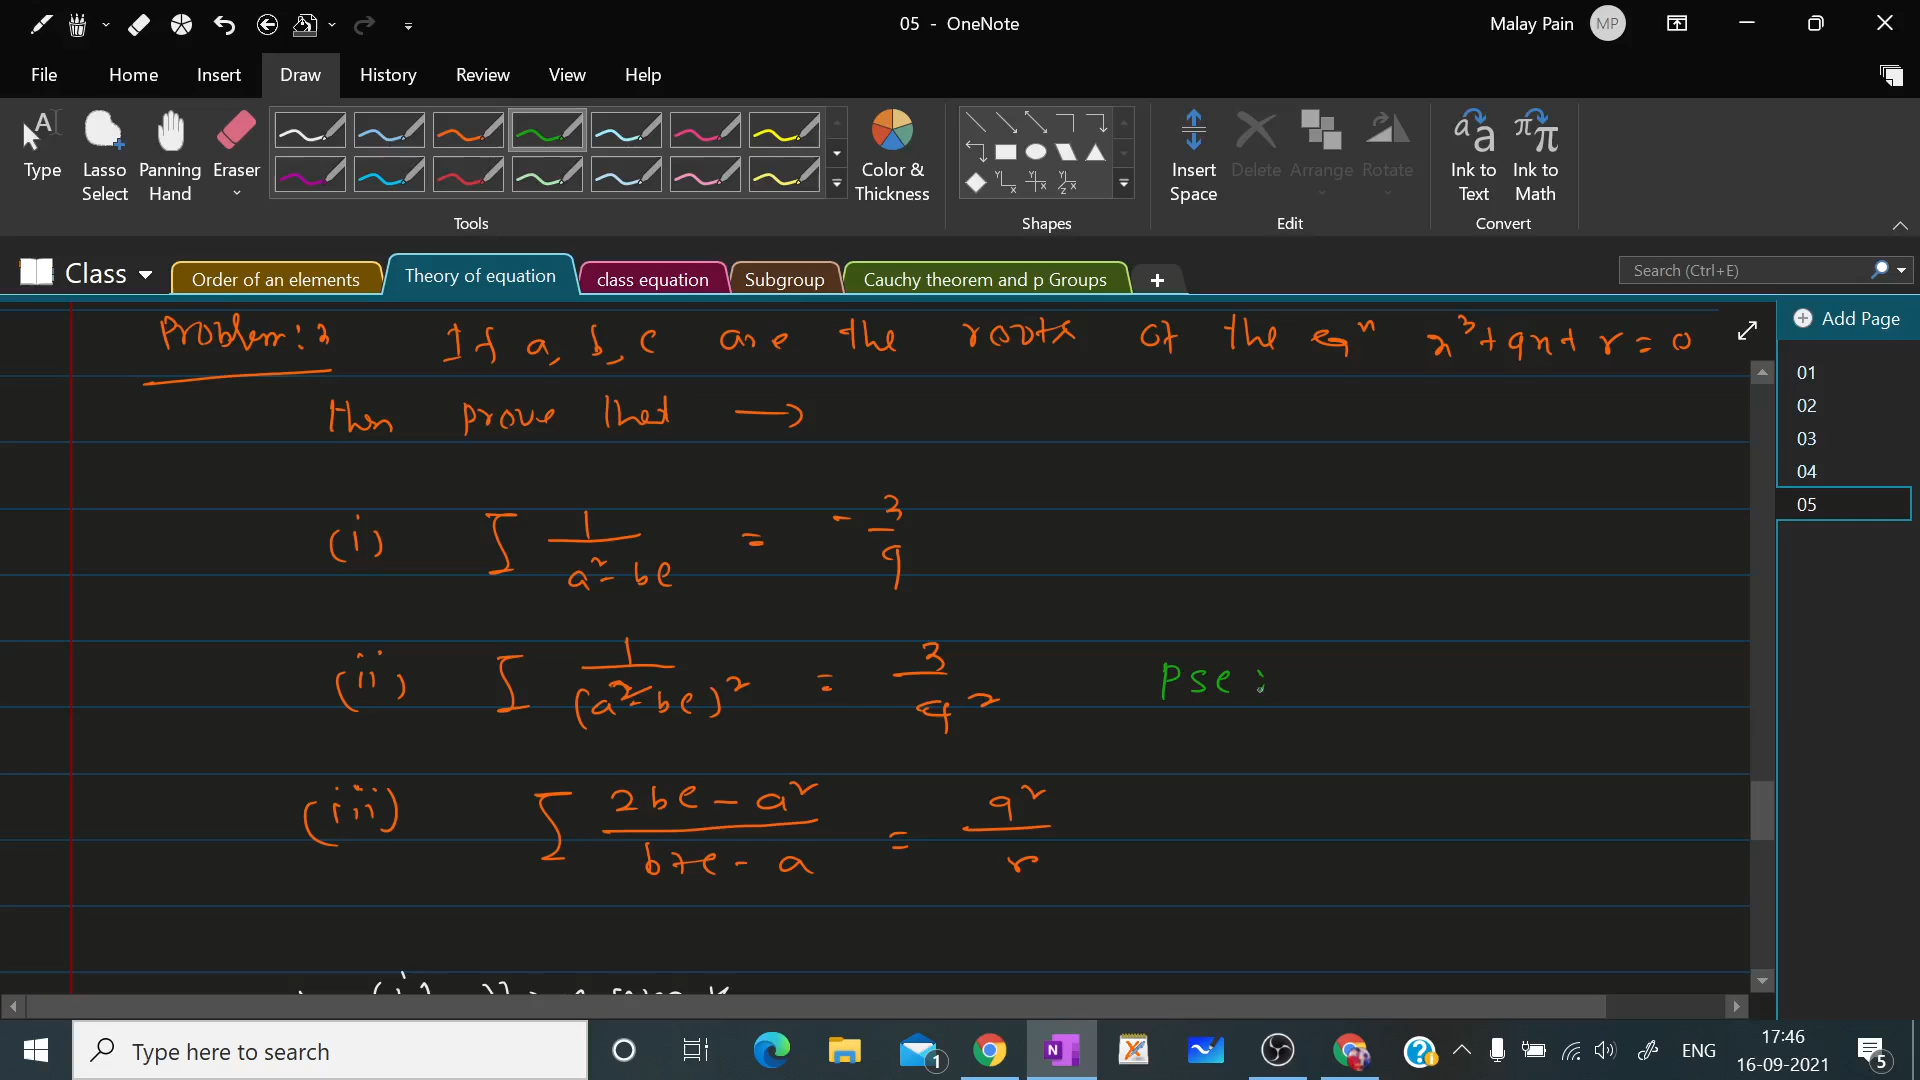 05 - OneNote
Malay Pain MP
File Home Insert Draw History Review View Help
Type Lasso Select Panning Hand Eraser Color & Thickness Insert Space Delete Arrange Rotate Ink to Text Ink to Math
Tools Shapes Edit Convert
Class Order of an elements Theory of equation class equation Subgroup Cauchy theorem and p Groups + Search (Ctrl+E)
Add Page
01
02
03
04
05
Problem: 2 If a, b, c are the roots of the eqⁿ x³+qx+r=0
then prove that →
(i) Σ 1/(a²-bc) = -3/q
(ii) Σ 1/(a²-bc)² = 3/q² Pse:
(iii) Σ (2bc-a²)/(b+c-a) = q²/r
Type here to search
1
ENG
17:46
16-09-2021
5